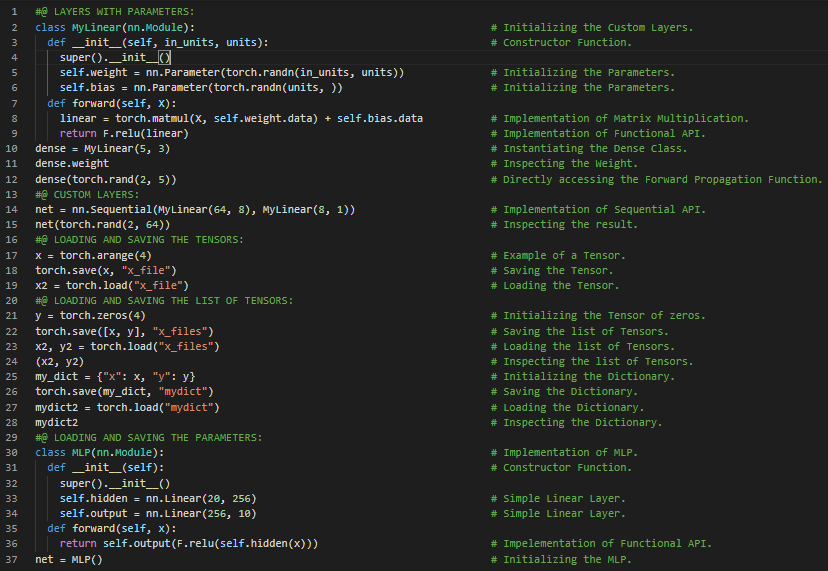 1 #@ LAYERS WITH PARAMETERS:
2 class MyLinear(nn.Module): # Initializing the Custom Layers.
3   def __init__(self, in_units, units): # Constructor Function.
4     super().__init__()
5     self.weight = nn.Parameter(torch.randn(in_units, units)) # Initializing the Parameters.
6     self.bias = nn.Parameter(torch.randn(units, )) # Initializing the Parameters.
7   def forward(self, X):
8     linear = torch.matmul(X, self.weight.data) + self.bias.data # Implementation of Matrix Multiplication.
9     return F.relu(linear) # Implementation of Functional API.
10 dense = MyLinear(5, 3) # Instantiating the Dense Class.
11 dense.weight # Inspecting the Weight.
12 dense(torch.rand(2, 5)) # Directly accessing the Forward Propagation Function.
13 #@ CUSTOM LAYERS:
14 net = nn.Sequential(MyLinear(64, 8), MyLinear(8, 1)) # Implementation of Sequential API.
15 net(torch.rand(2, 64)) # Inspecting the result.
16 #@ LOADING AND SAVING THE TENSORS:
17 x = torch.arange(4) # Example of a Tensor.
18 torch.save(x, "x_file") # Saving the Tensor.
19 x2 = torch.load("x_file") # Loading the Tensor.
20 #@ LOADING AND SAVING THE LIST OF TENSORS:
21 y = torch.zeros(4) # Initializing the Tensor of zeros.
22 torch.save([x, y], "x_files") # Saving the list of Tensors.
23 x2, y2 = torch.load("x_files") # Loading the list of Tensors.
24 (x2, y2) # Inspecting the list of Tensors.
25 my_dict = {"x": x, "y": y} # Initializing the Dictionary.
26 torch.save(my_dict, "mydict") # Saving the Dictionary.
27 mydict2 = torch.load("mydict") # Loading the Dictionary.
28 mydict2 # Inspecting the Dictionary.
29 #@ LOADING AND SAVING THE PARAMETERS:
30 class MLP(nn.Module): # Implementation of MLP.
31   def __init__(self): # Constructor Function.
32     super().__init__()
33     self.hidden = nn.Linear(20, 256) # Simple Linear Layer.
34     self.output = nn.Linear(256, 10) # Simple Linear Layer.
35   def forward(self, x):
36     return self.output(F.relu(self.hidden(x))) # Impelementation of Functional API.
37 net = MLP() # Initializing the MLP.